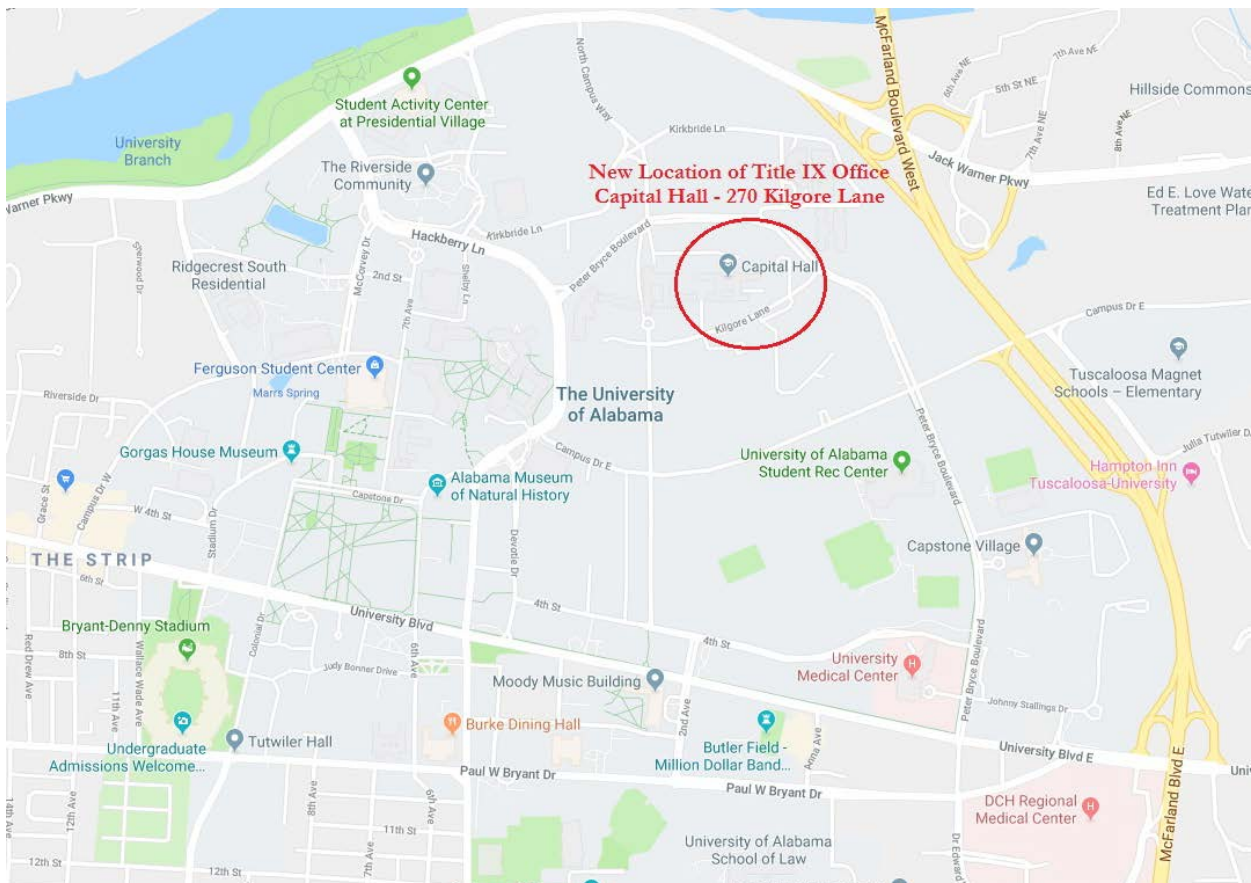 McFarland Boulevard West
7th Ave NE
6th Ave NE
5th St NE
Hillside Commons
North Campus Way
Student Activity Center
at Presidential Village
University
Branch
Kirkbride Ln
7th Ave NE
8th Ave NE
Jack Warner Pkwy
The Riverside
Community
New Location of Title IX Office
Capital Hall - 270 Kilgore Lane
Ed E. Love Wate
Treatment Plan
Warner Pkwy
Hackberry Ln
Kirkbride Ln
Peter Bryce Boulevard
Sherwood Dr
McCorvey Dr
Shelby Ln
Ridgecrest South
Residential
2nd St
7th Ave
Capital Hall
Kilgore Lane
Campus Dr E
Tuscaloosa Magnet
Schools – Elementary
Ferguson Student Center
Marrs Spring
Riverside Dr
The University
of Alabama
Peter Bryce Boulevard
Julia Tutwiler D
Gorgas House Museum
Campus Dr E
University of Alabama
Student Rec Center
Hampton Inn
Tuscaloosa-University
Alabama Museum
of Natural History
Grace St
Campus Dr W
W 4th St
Capstone Dr
Stadium Dr
Devotie Dr
Capstone Village
THE STRIP
6th St
University Blvd
4th St
4th St
Bryant-Denny Stadium
Colonial Dr
6th Ave
Red Drew Ave
8th St
11th Ave
Wallace Wade Ave
Judy Bonner Drive
Moody Music Building
2nd Ave
University
Medical Center
Peter Bryce Boulevard
Johnny Stallings Dr
Burke Dining Hall
Undergraduate
Admissions Welcome...
Tutwiler Hall
Butler Field -
Million Dollar Band...
Anna Ave
University Blvd E
Univ
McFarland Blvd E
Paul W Bryant Dr
Paul W Bryant Dr
14th Ave
12th Ave
8th Ave
6th Ave
11th St
7th Ave
12th St
12th St
DCH Regional
Medical Center
University of Alabama
School of Law
Dr Edward